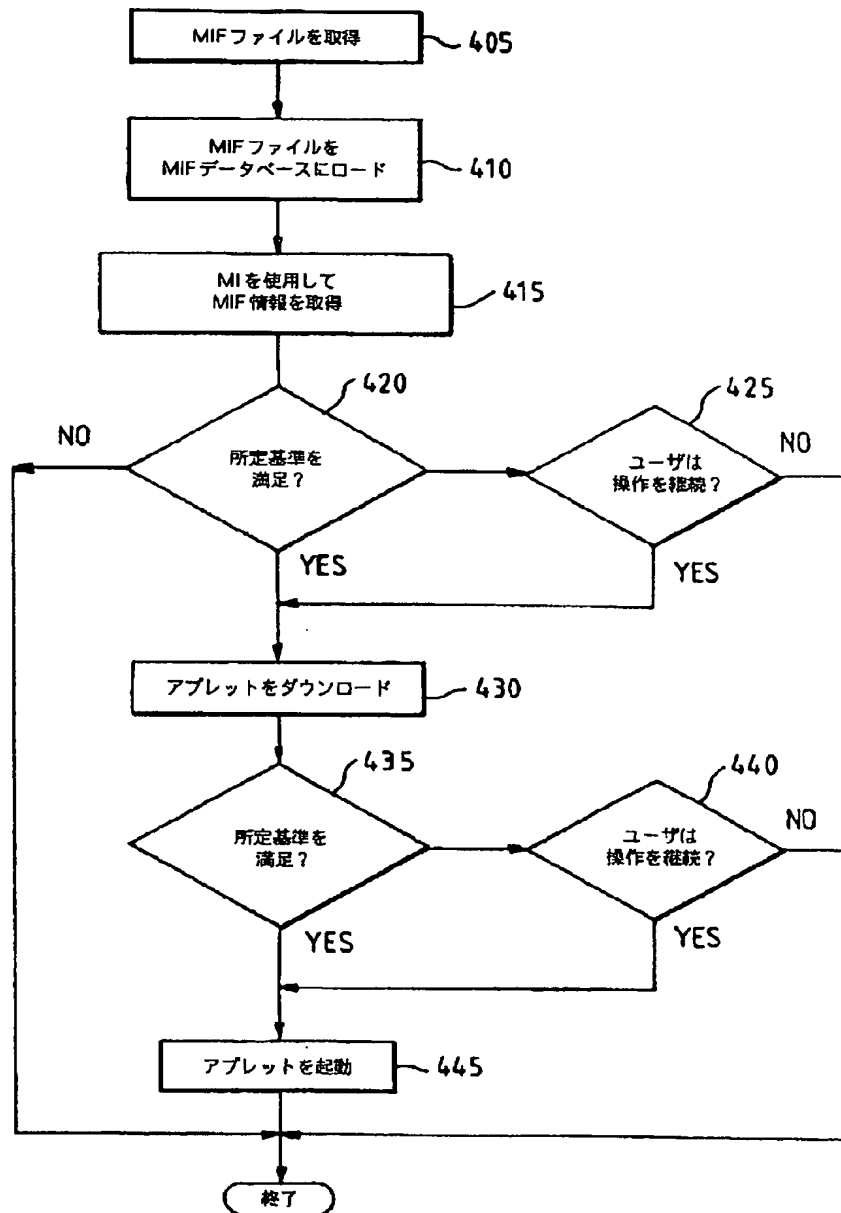 MIFファイルを取得
405
MIFファイルを
MIFデータベースにロード
410
MIを使用して
MIF情報を取得
415
420
425
NO
所定基準を
満足?
ユーザは
操作を継続?
NO
YES
YES
アプレットをダウンロード
430
435
440
所定基準を
満足?
ユーザは
操作を継続?
NO
YES
YES
アプレットを起動
445
終了